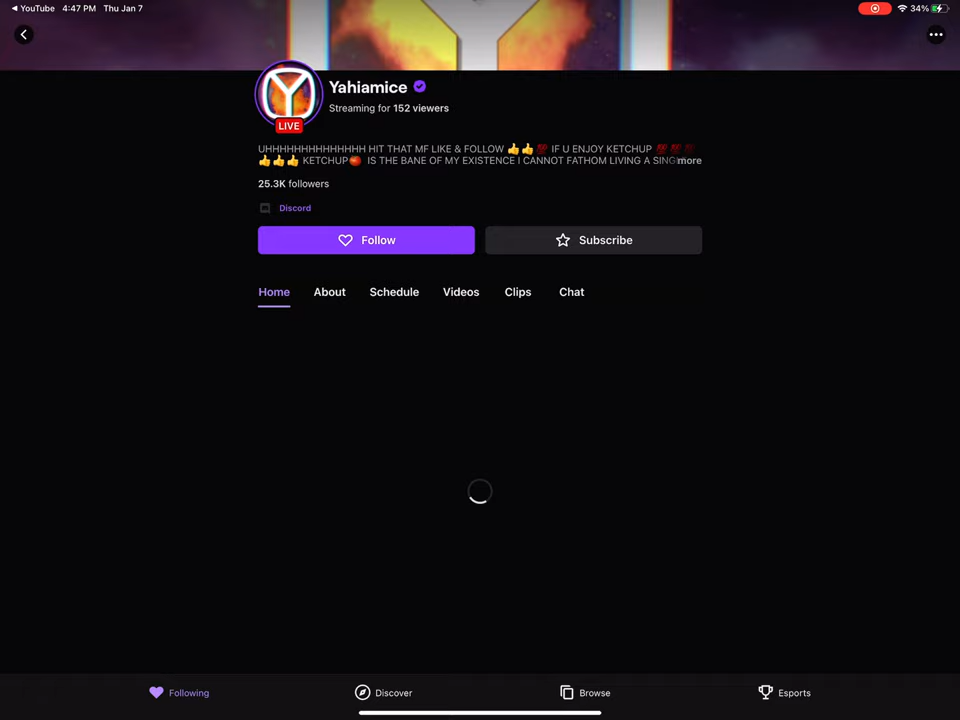 YouTube 4:47 PM Thu Jan 7
34%
Yahiamice
Streaming for 152 viewers
LIVE
UHHHHHHHHHHHHHH HIT THAT MF LIKE & FOLLOW 👍👍💯 IF U ENJOY KETCHUP 💯💯💯
👍👍👍 KETCHUP🍅 IS THE BANE OF MY EXISTENCE I CANNOT FATHOM LIVING A SING more
25.3K followers
Discord
Follow Subscribe
Home About Schedule Videos Clips Chat
Following Discover Browse Esports